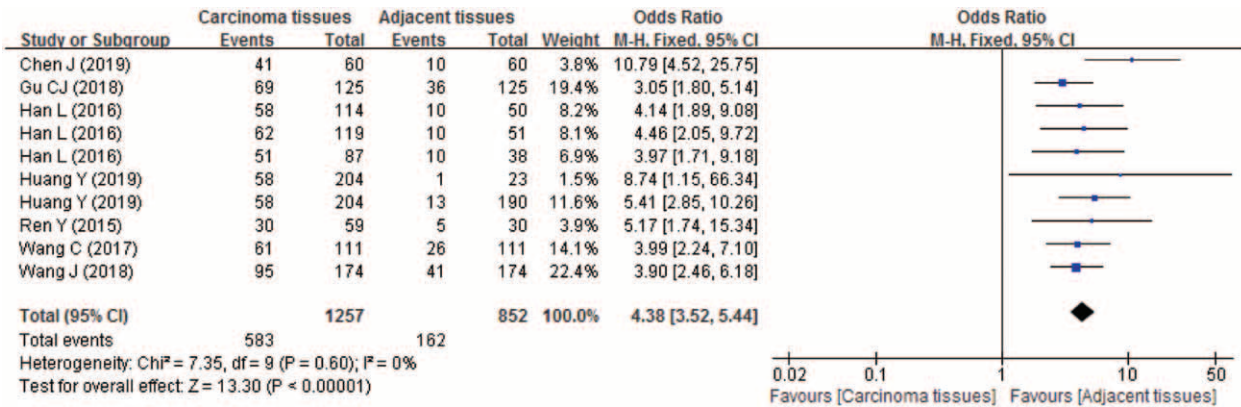 Carcinoma tissues Adjacent tissues Odds Ratio Odds Ratio
Study or Subgroup Events Total Events Total Weight M-H, Fixed, 95% CI M-H, Fixed, 95% CI
Chen J (2019) 41 60 10 60 3.8% 10.79 [4.52, 25.75]
Gu CJ (2018) 69 125 36 125 19.4% 3.05 [1.80, 5.14]
Han L (2016) 58 114 10 50 8.2% 4.14 [1.89, 9.08]
Han L (2016) 62 119 10 51 8.1% 4.46 [2.05, 9.72]
Han L (2016) 51 87 10 38 6.9% 3.97 [1.71, 9.18]
Huang Y (2019) 58 204 1 23 1.5% 8.74 [1.15, 66.34]
Huang Y (2019) 58 204 13 190 11.6% 5.41 [2.85, 10.26]
Ren Y (2015) 30 59 5 30 3.9% 5.17 [1.74, 15.34]
Wang C (2017) 61 111 26 111 14.1% 3.99 [2.24, 7.10]
Wang J (2018) 95 174 41 174 22.4% 3.90 [2.46, 6.18]
Total (95% CI) 1257 852 100.0% 4.38 [3.52, 5.44]
Total events 583 162
Heterogeneity: Chi² = 7.35, df = 9 (P = 0.60); I² = 0%
Test for overall effect: Z = 13.30 (P < 0.00001)
0.02 0.1 1 10 50
Favours [Carcinoma tissues] Favours [Adjacent tissues]